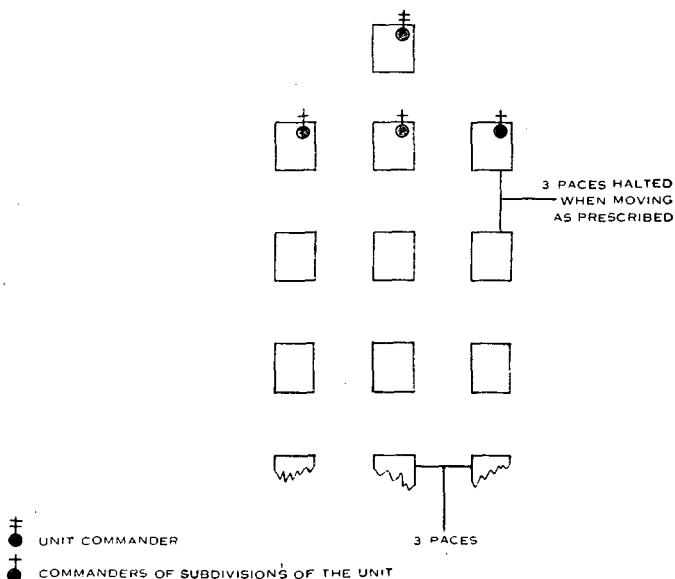 3 PACES HALTED
WHEN MOVING
AS PRESCRIBED
3 PACES
UNIT COMMANDER
COMMANDERS OF SUBDIVISIONS OF THE UNIT